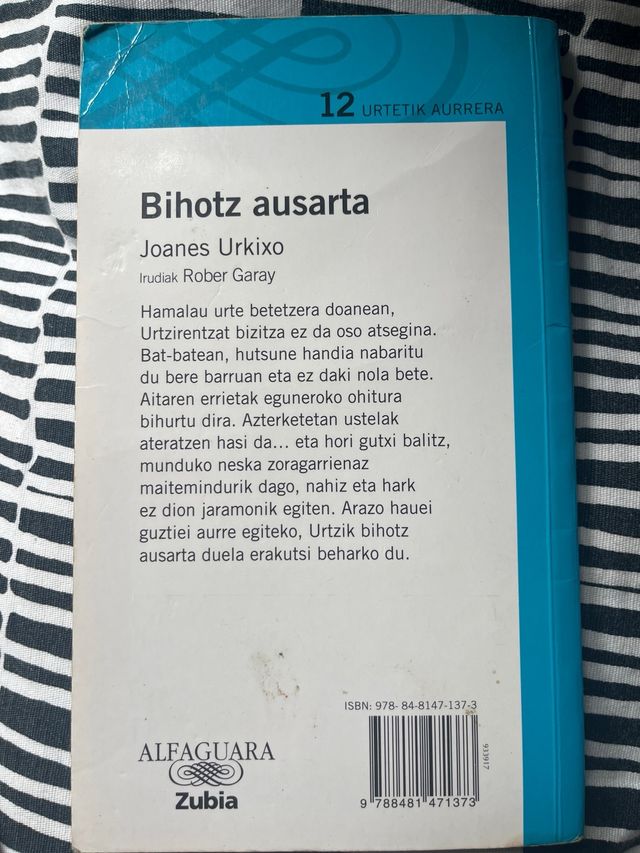 12 URTETIK AURRERA
Bihotz ausarta
Joanes Urkixo
Irudiak Rober Garay
Hamalau urte betetzera doanean,
Urtzirentzat bizitza ez da oso atsegina.
Bat-batean, hutsune handia nabaritu
du bere barruan eta ez daki nola bete.
Aitaren errietak eguneroko ohitura
bihurtu dira. Azterketetan ustelak
ateratzen hasi da... eta hori gutxi balitz,
munduko neska zoragarrienaz
maitemindurik dago, nahiz eta hark
ez dion jaramonik egiten. Arazo hauei
guztiei aurre egiteko, Urtzik bihotz
ausarta duela erakutsi beharko du.
ISBN: 978- 84-8147-137-3
933917
9 788481 471373
ALFAGUARA
Zubia